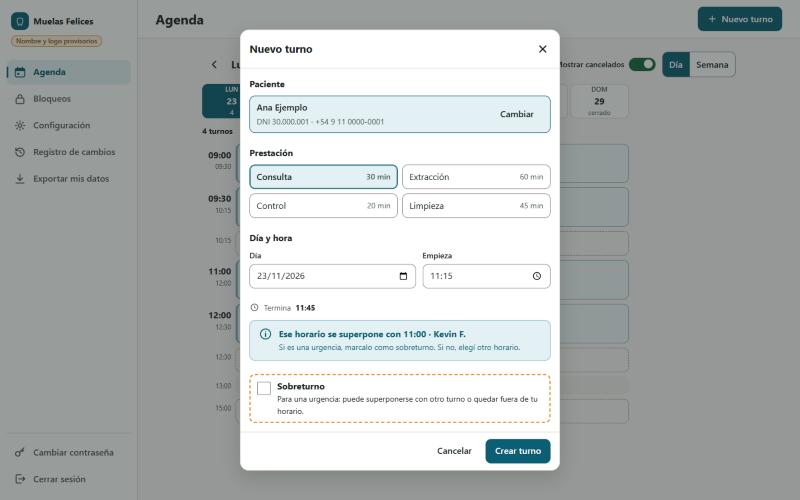 Muelas Felices
Nombre y logo provisorios
Agenda
Bloqueos
Configuración
Registro de cambios
Exportar mis datos
Cambiar contraseña
Cerrar sesión
Agenda
Nuevo turno
Mostrar cancelados
Día
Semana
LUN
23
4
DOM
29
cerrado
4 turnos
09:00
09:30
09:30
10:15
10:15
11:00
12:00
12:00
12:30
12:30
13:00
15:00
Nuevo turno
Paciente
Ana Ejemplo
DNI 30.000.001 · +54 9 11 0000-0001
Cambiar
Prestación
Consulta 30 min
Extracción 60 min
Control 20 min
Limpieza 45 min
Día y hora
Día
Empieza
23/11/2026
11:15
Termina 11:45
Ese horario se superpone con 11:00 · Kevin F.
Si es una urgencia, marcalo como sobreturno. Si no, elegí otro horario.
Sobreturno
Para una urgencia: puede superponerse con otro turno o quedar fuera de tu
horario.
Cancelar
Crear turno